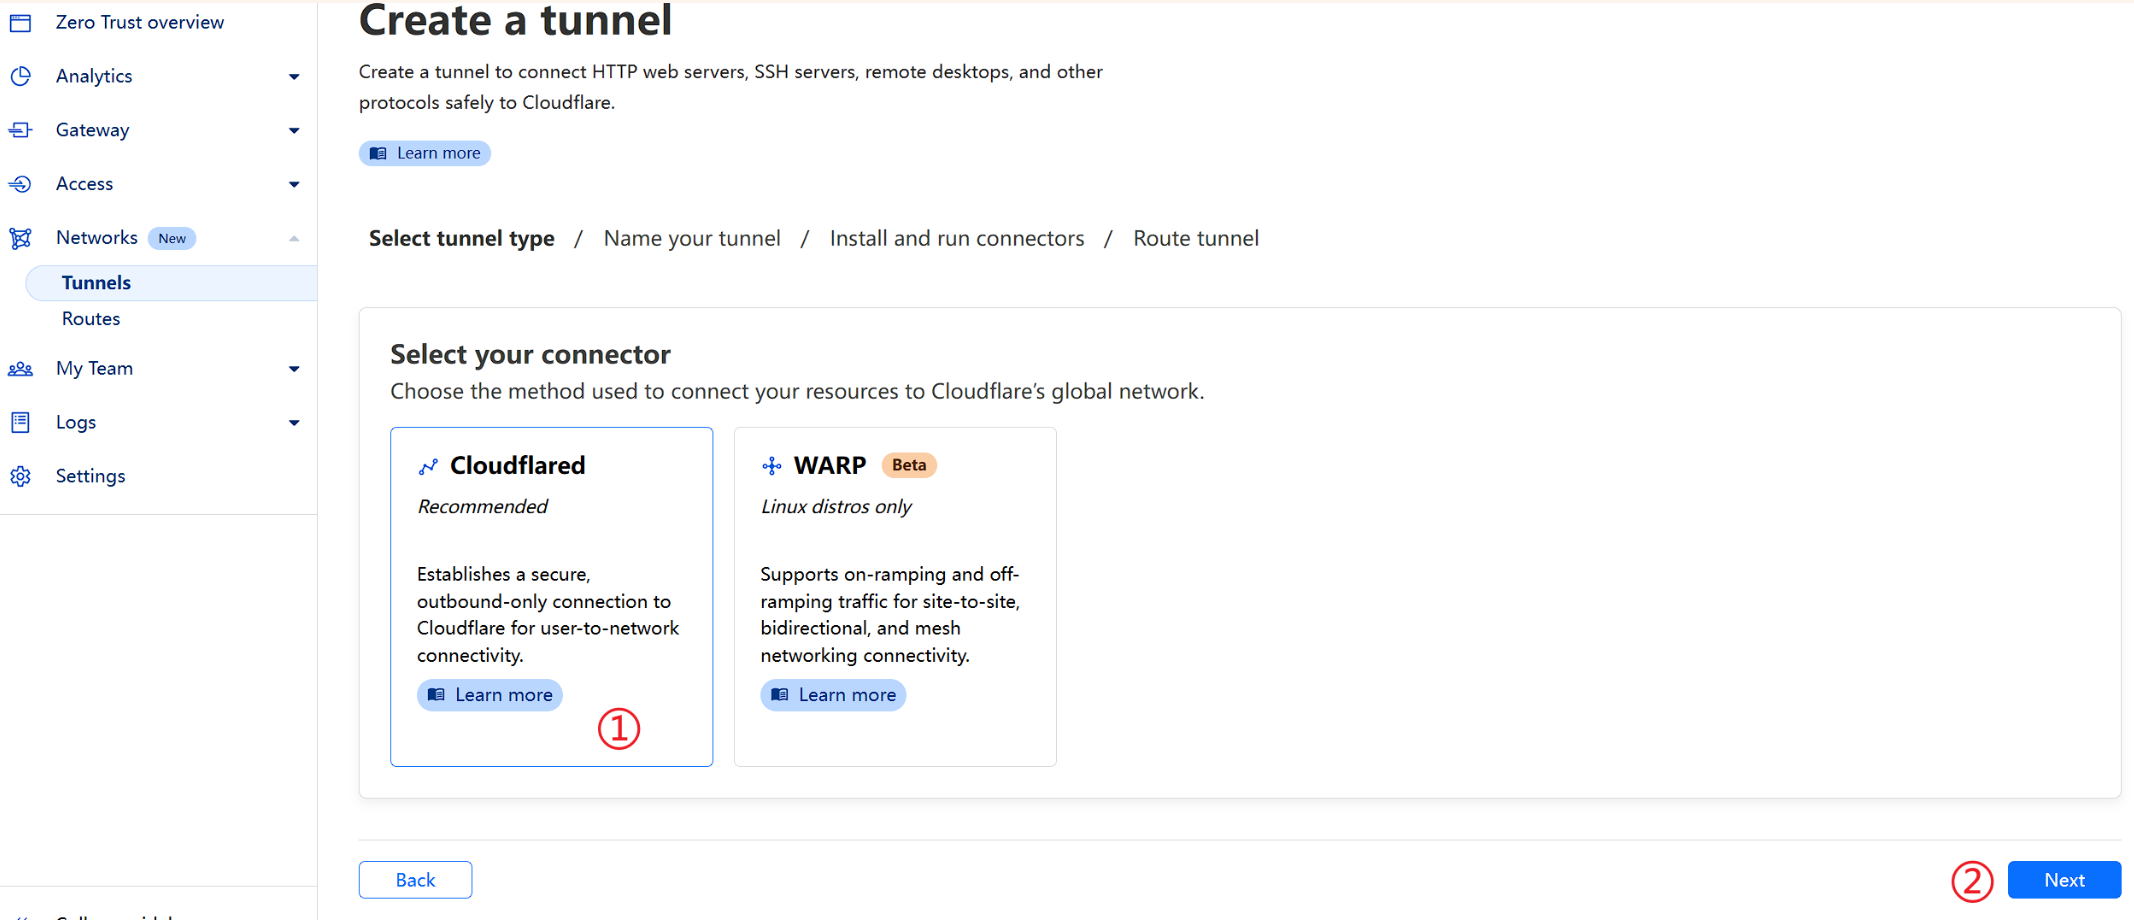 Zero Trust overview
Analytics
Gateway
Access
Networks New
Tunnels
Routes
My Team
Logs
Settings
Create a tunnel
Create a tunnel to connect HTTP web servers, SSH servers, remote desktops, and other
protocols safely to Cloudflare.
Learn more
Select tunnel type / Name your tunnel / Install and run connectors / Route tunnel
Select your connector
Choose the method used to connect your resources to Cloudflare’s global network.
Cloudflared
Recommended
Establishes a secure,
outbound-only connection to
Cloudflare for user-to-network
connectivity.
Learn more
①
WARP Beta
Linux distros only
Supports on-ramping and off-
ramping traffic for site-to-site,
bidirectional, and mesh
networking connectivity.
Learn more
Back
② Next